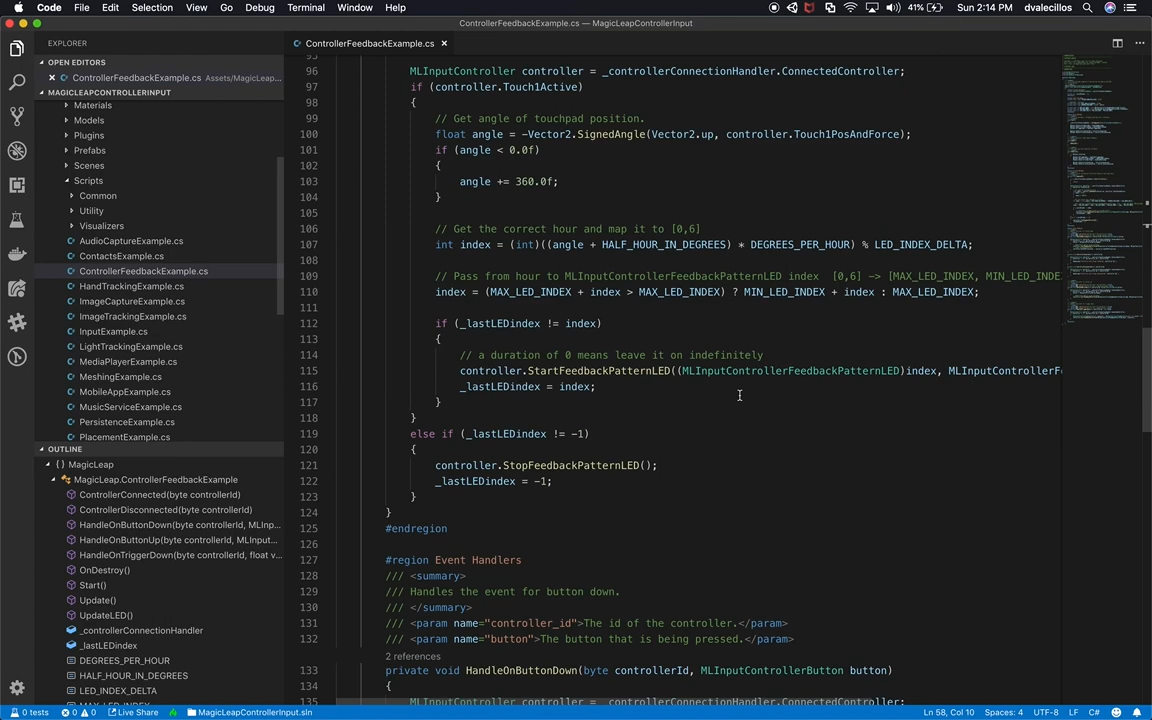 Code File Edit Selection View Go Debug Terminal Window Help 41% Sun 2:14 PM dvalecillos
ControllerFeedbackExample.cs — MagicLeapControllerInput
EXPLORER
OPEN EDITORS
ControllerFeedbackExample.cs Assets/MagicLeap...
MAGICLEAPCONTROLLERINPUT
Materials
Models
Plugins
Prefabs
Scenes
Scripts
Common
Utility
Visualizers
AudioCaptureExample.cs
ContactsExample.cs
ControllerFeedbackExample.cs
HandTrackingExample.cs
ImageCaptureExample.cs
ImageTrackingExample.cs
InputExample.cs
LightTrackingExample.cs
MediaPlayerExample.cs
MeshingExample.cs
MobileAppExample.cs
MusicServiceExample.cs
PersistenceExample.cs
PlacementExample.cs
OUTLINE
{ } MagicLeap
MagicLeap.ControllerFeedbackExample
ControllerConnected(byte controllerId)
ControllerDisconnected(byte controllerId)
HandleOnButtonDown(byte controllerId, MLInp...
HandleOnButtonUp(byte controllerId, MLInput...
HandleOnTriggerDown(byte controllerId, float v...
OnDestroy()
Start()
Update()
UpdateLED()
_controllerConnectionHandler
_lastLEDindex
DEGREES_PER_HOUR
HALF_HOUR_IN_DEGREES
LED_INDEX_DELTA
ControllerFeedbackExample.cs
95
96 MLInputController controller = _controllerConnectionHandler.ConnectedController;
97 if (controller.Touch1Active)
98 {
99 // Get angle of touchpad position.
100 float angle = -Vector2.SignedAngle(Vector2.up, controller.Touch1PosAndForce);
101 if (angle < 0.0f)
102 {
103 angle += 360.0f;
104 }
105
106 // Get the correct hour and map it to [0,6]
107 int index = (int)((angle + HALF_HOUR_IN_DEGREES) * DEGREES_PER_HOUR) % LED_INDEX_DELTA;
108
109 // Pass from hour to MLInputControllerFeedbackPatternLED index [0,6] -> [MAX_LED_INDEX, MIN_LED_INDE
110 index = (MAX_LED_INDEX + index > MAX_LED_INDEX) ? MIN_LED_INDEX + index : MAX_LED_INDEX;
111
112 if (_lastLEDindex != index)
113 {
114 // a duration of 0 means leave it on indefinitely
115 controller.StartFeedbackPatternLED((MLInputControllerFeedbackPatternLED)index, MLInputControllerF
116 _lastLEDindex = index;
117 }
118 }
119 else if (_lastLEDindex != -1)
120 {
121 controller.StopFeedbackPatternLED();
122 _lastLEDindex = -1;
123 }
124 }
125 #endregion
126
127 #region Event Handlers
128 /// <summary>
129 /// Handles the event for button down.
130 /// </summary>
131 /// <param name="controller_id">The id of the controller.</param>
132 /// <param name="button">The button that is being pressed.</param>
2 references
133 private void HandleOnButtonDown(byte controllerId, MLInputControllerButton button)
134 {
135 MLInputController controller = _controllerConnectionHandler.ConnectedController;
0 tests 0 0 Live Share MagicLeapControllerInput.sln Ln 58, Col 10 Spaces: 4 UTF-8 LF C#